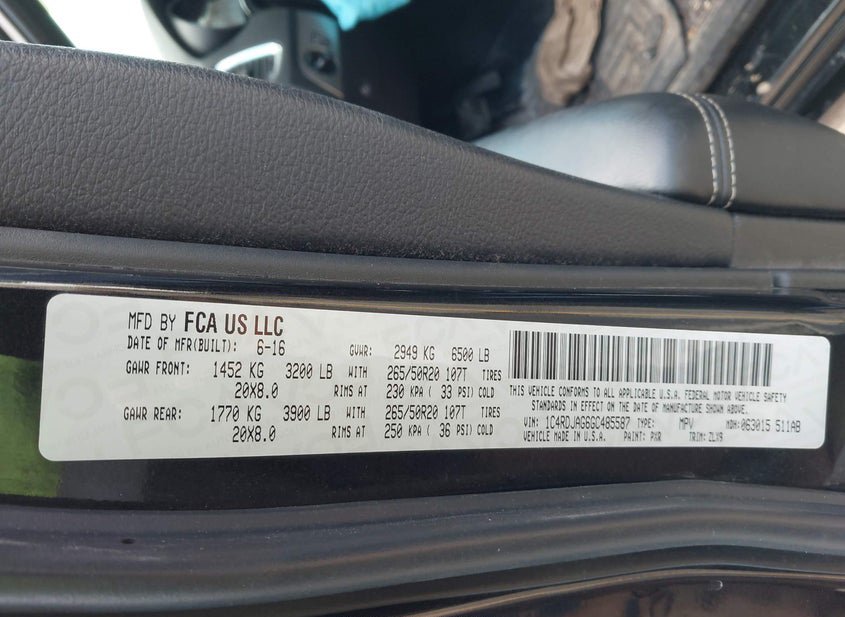 MFD BY FCA US LLC
DATE OF MFR(BUILT): 6-16 GVWR: 2949 KG 6500 LB
GAWR FRONT: 1452 KG 3200 LB WITH 265/50R20 107T TIRES
20X8.0 RIMS AT 230 KPA ( 33 PSI) COLD
GAWR REAR: 1770 KG 3900 LB WITH 265/50R20 107T TIRES
20X8.0 RIMS AT 250 KPA ( 36 PSI) COLD
THIS VEHICLE CONFORMS TO ALL APPLICABLE U.S.A. FEDERAL MOTOR VEHICLE SAFETY
STANDARDS IN EFFECT ON THE DATE OF MANUFACTURE SHOWN ABOVE.
VIN: 1C4RDJAG6GC485587 TYPE: MPV MDH: 063015 511AB
VEHICLE MADE IN U.S.A. PAINT: PXR TRIM: ZLX9